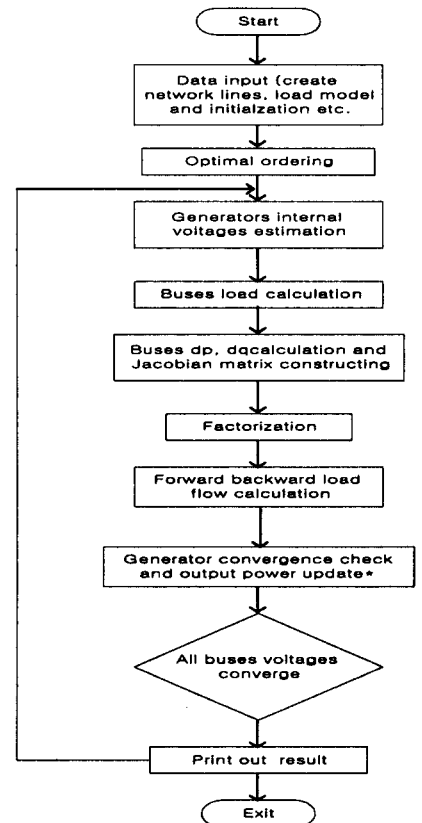 Start
Data input (create
network lines, load model
and initialzation etc.
Optimal ordering
Generators internal
voltages estimation
Buses load calculation
Buses dp, dqcalculation and
Jacobian matrix constructing
Factorization
Forward backward load
flow calculation
Generator convergence check
and output power update*
All buses voltages
converge
Print out result
Exit